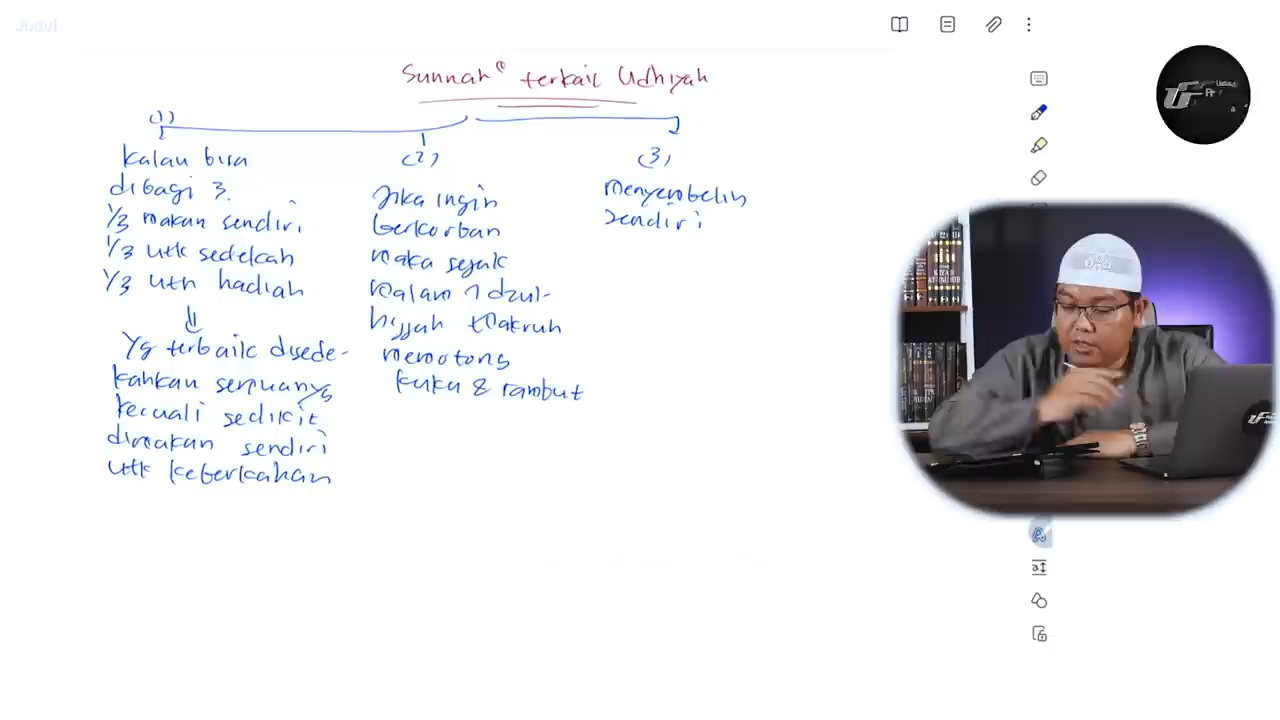 Judul
Sunnah² terkait Udhiyah
(1)
Kalau bisa
dibagi 3.
1/3 makan sendiri
1/3 utk sedekah
1/3 utk hadiah
⇓
Yg terbaik disede-
kahkan semuanya
kecuali sedikit
dimakan sendiri
utk keberkahan
(2)
Jika ingin
berkorban
maka sejak
malam 1 dzul-
hijjah makruh
memotong
kuku & rambut
(3)
menyembelih
sendiri
UF